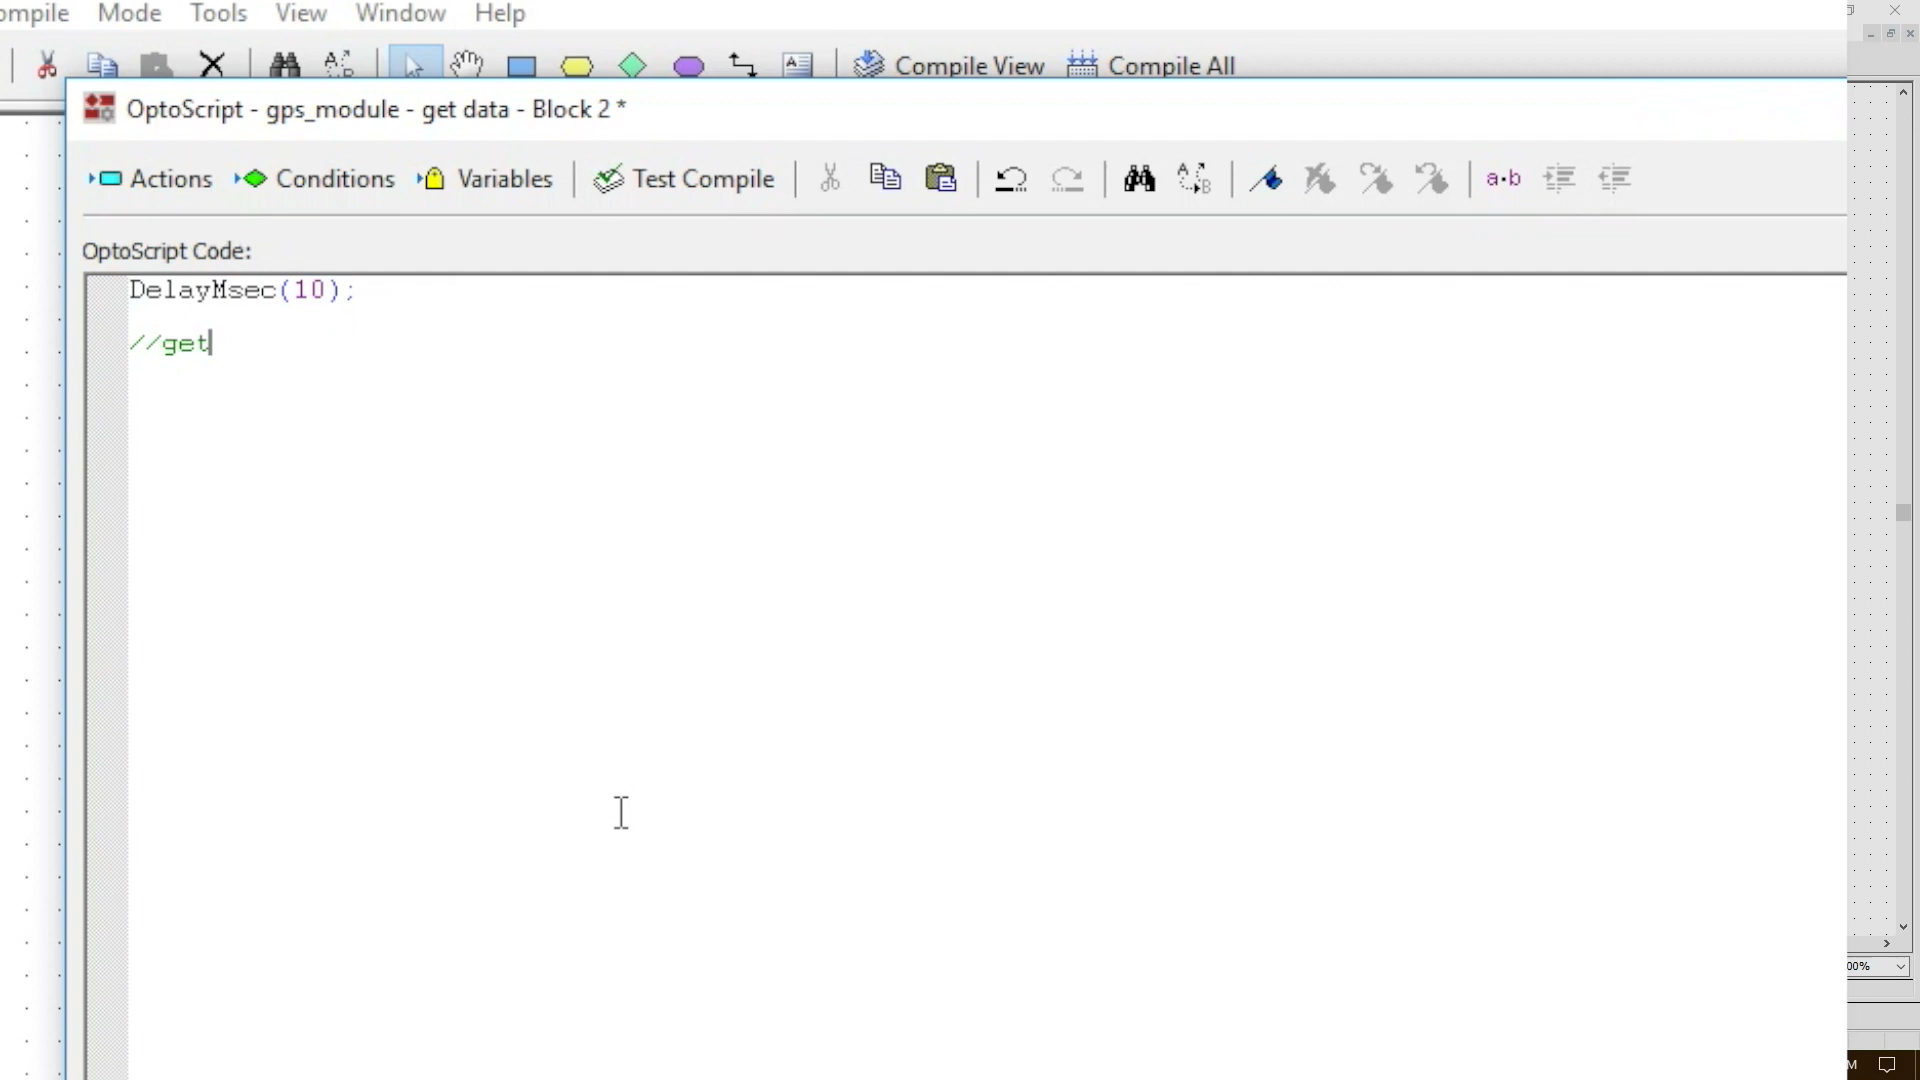 ompile Mode Tools View Window Help
Compile View Compile All
OptoScript - gps_module - get data - Block 2 *
Actions Conditions Variables Test Compile a·b
OptoScript Code:
DelayMsec(10);
//get
00%
M